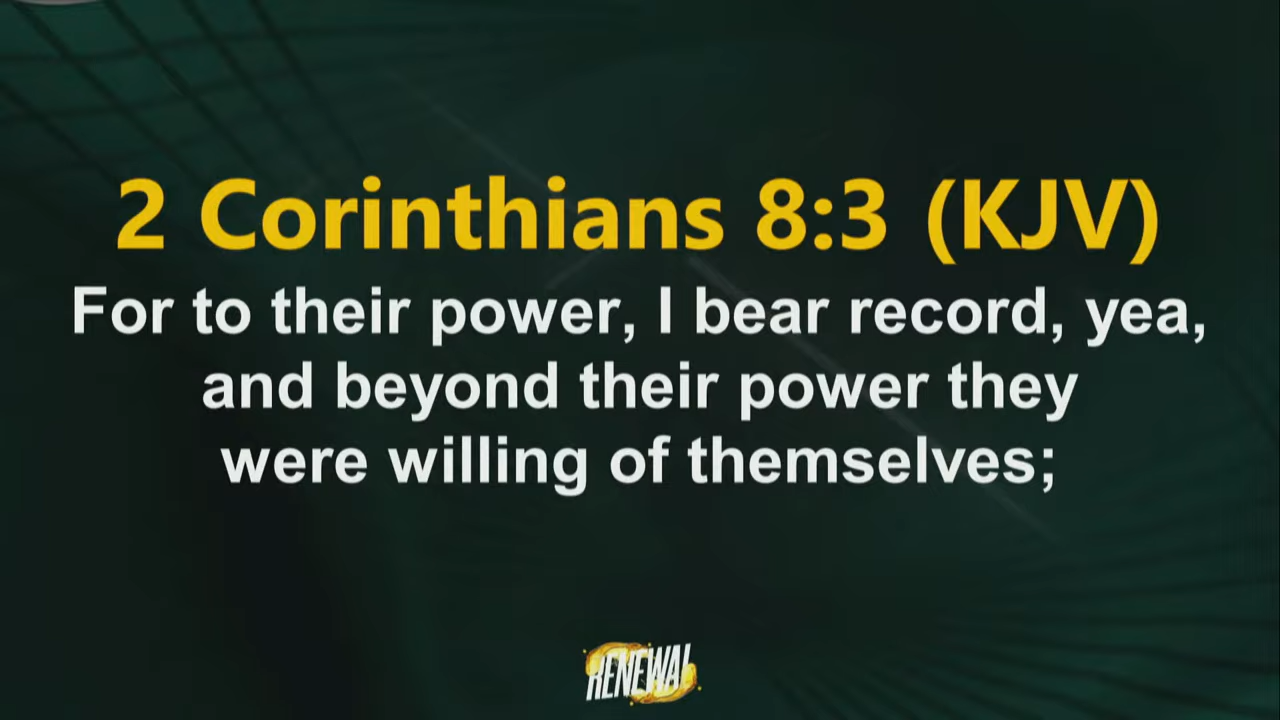 2 Corinthians 8:3 (KJV)
For to their power, I bear record, yea,
and beyond their power they
were willing of themselves;
RENEWAL